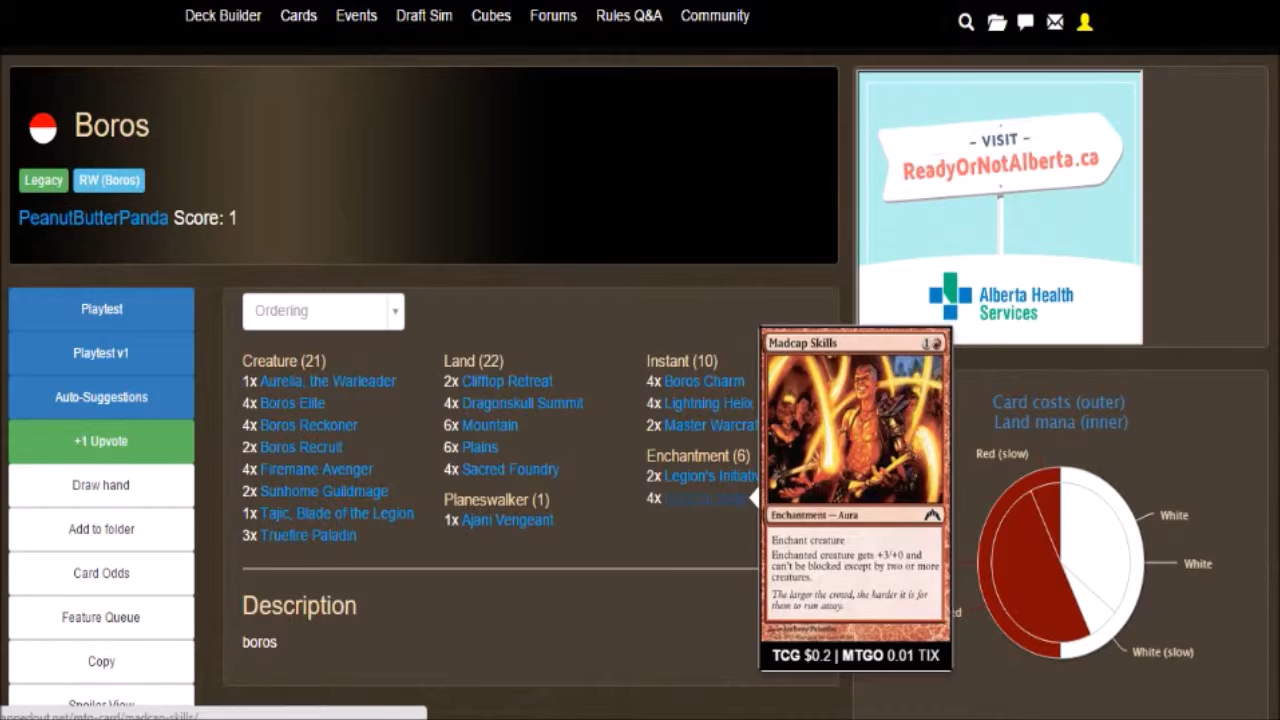 Deck Builder Cards Events Draft Sim Cubes Forums Rules Q&A Community
Boros
Legacy RW (Boros)
PeanutButterPanda Score: 1
- VISIT -
ReadyOrNotAlberta.ca
Alberta Health
Services
Playtest
Playtest v1
Auto-Suggestions
+1 Upvote
Draw hand
Add to folder
Card Odds
Feature Queue
Copy
Spoiler View
Ordering
Creature (21)
1x Aurelia, the Warleader
4x Boros Elite
4x Boros Reckoner
2x Boros Recruit
4x Firemane Avenger
2x Sunhome Guildmage
1x Tajic, Blade of the Legion
3x Truefire Paladin
Land (22)
2x Clifftop Retreat
4x Dragonskull Summit
6x Mountain
6x Plains
4x Sacred Foundry
Planeswalker (1)
1x Ajani Vengeant
Instant (10)
4x Boros Charm
4x Lightning Helix
2x Master Warcraf
Enchantment (6)
2x Legion's Initiativ
4x
Description
boros
Madcap Skills 1
Enchantment — Aura
Enchant creature
Enchanted creature gets +3/+0 and
can't be blocked except by two or more
creatures.
The larger the crowd, the harder it is for
them to run away.
TCG $0.2 | MTGO 0.01 TIX
Card costs (outer)
Land mana (inner)
Red (slow)
White
White
White (slow)